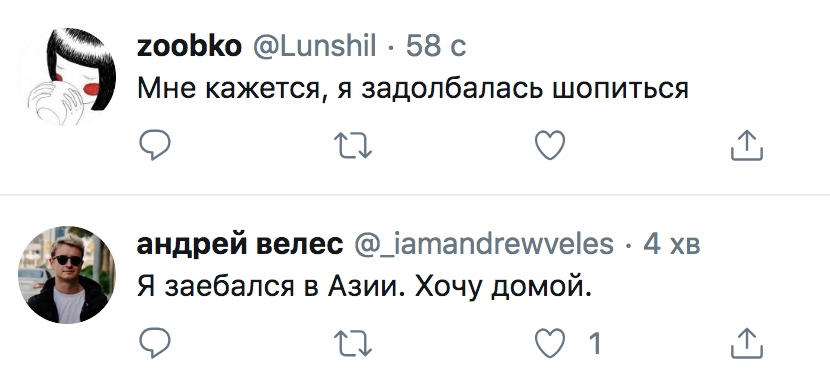 zoobko @Lunshil · 58 с
Мне кажется, я задолбалась шопиться
андрей велес @_iamandrewveles · 4 хв
Я заебался в Азии. Хочу домой.
1